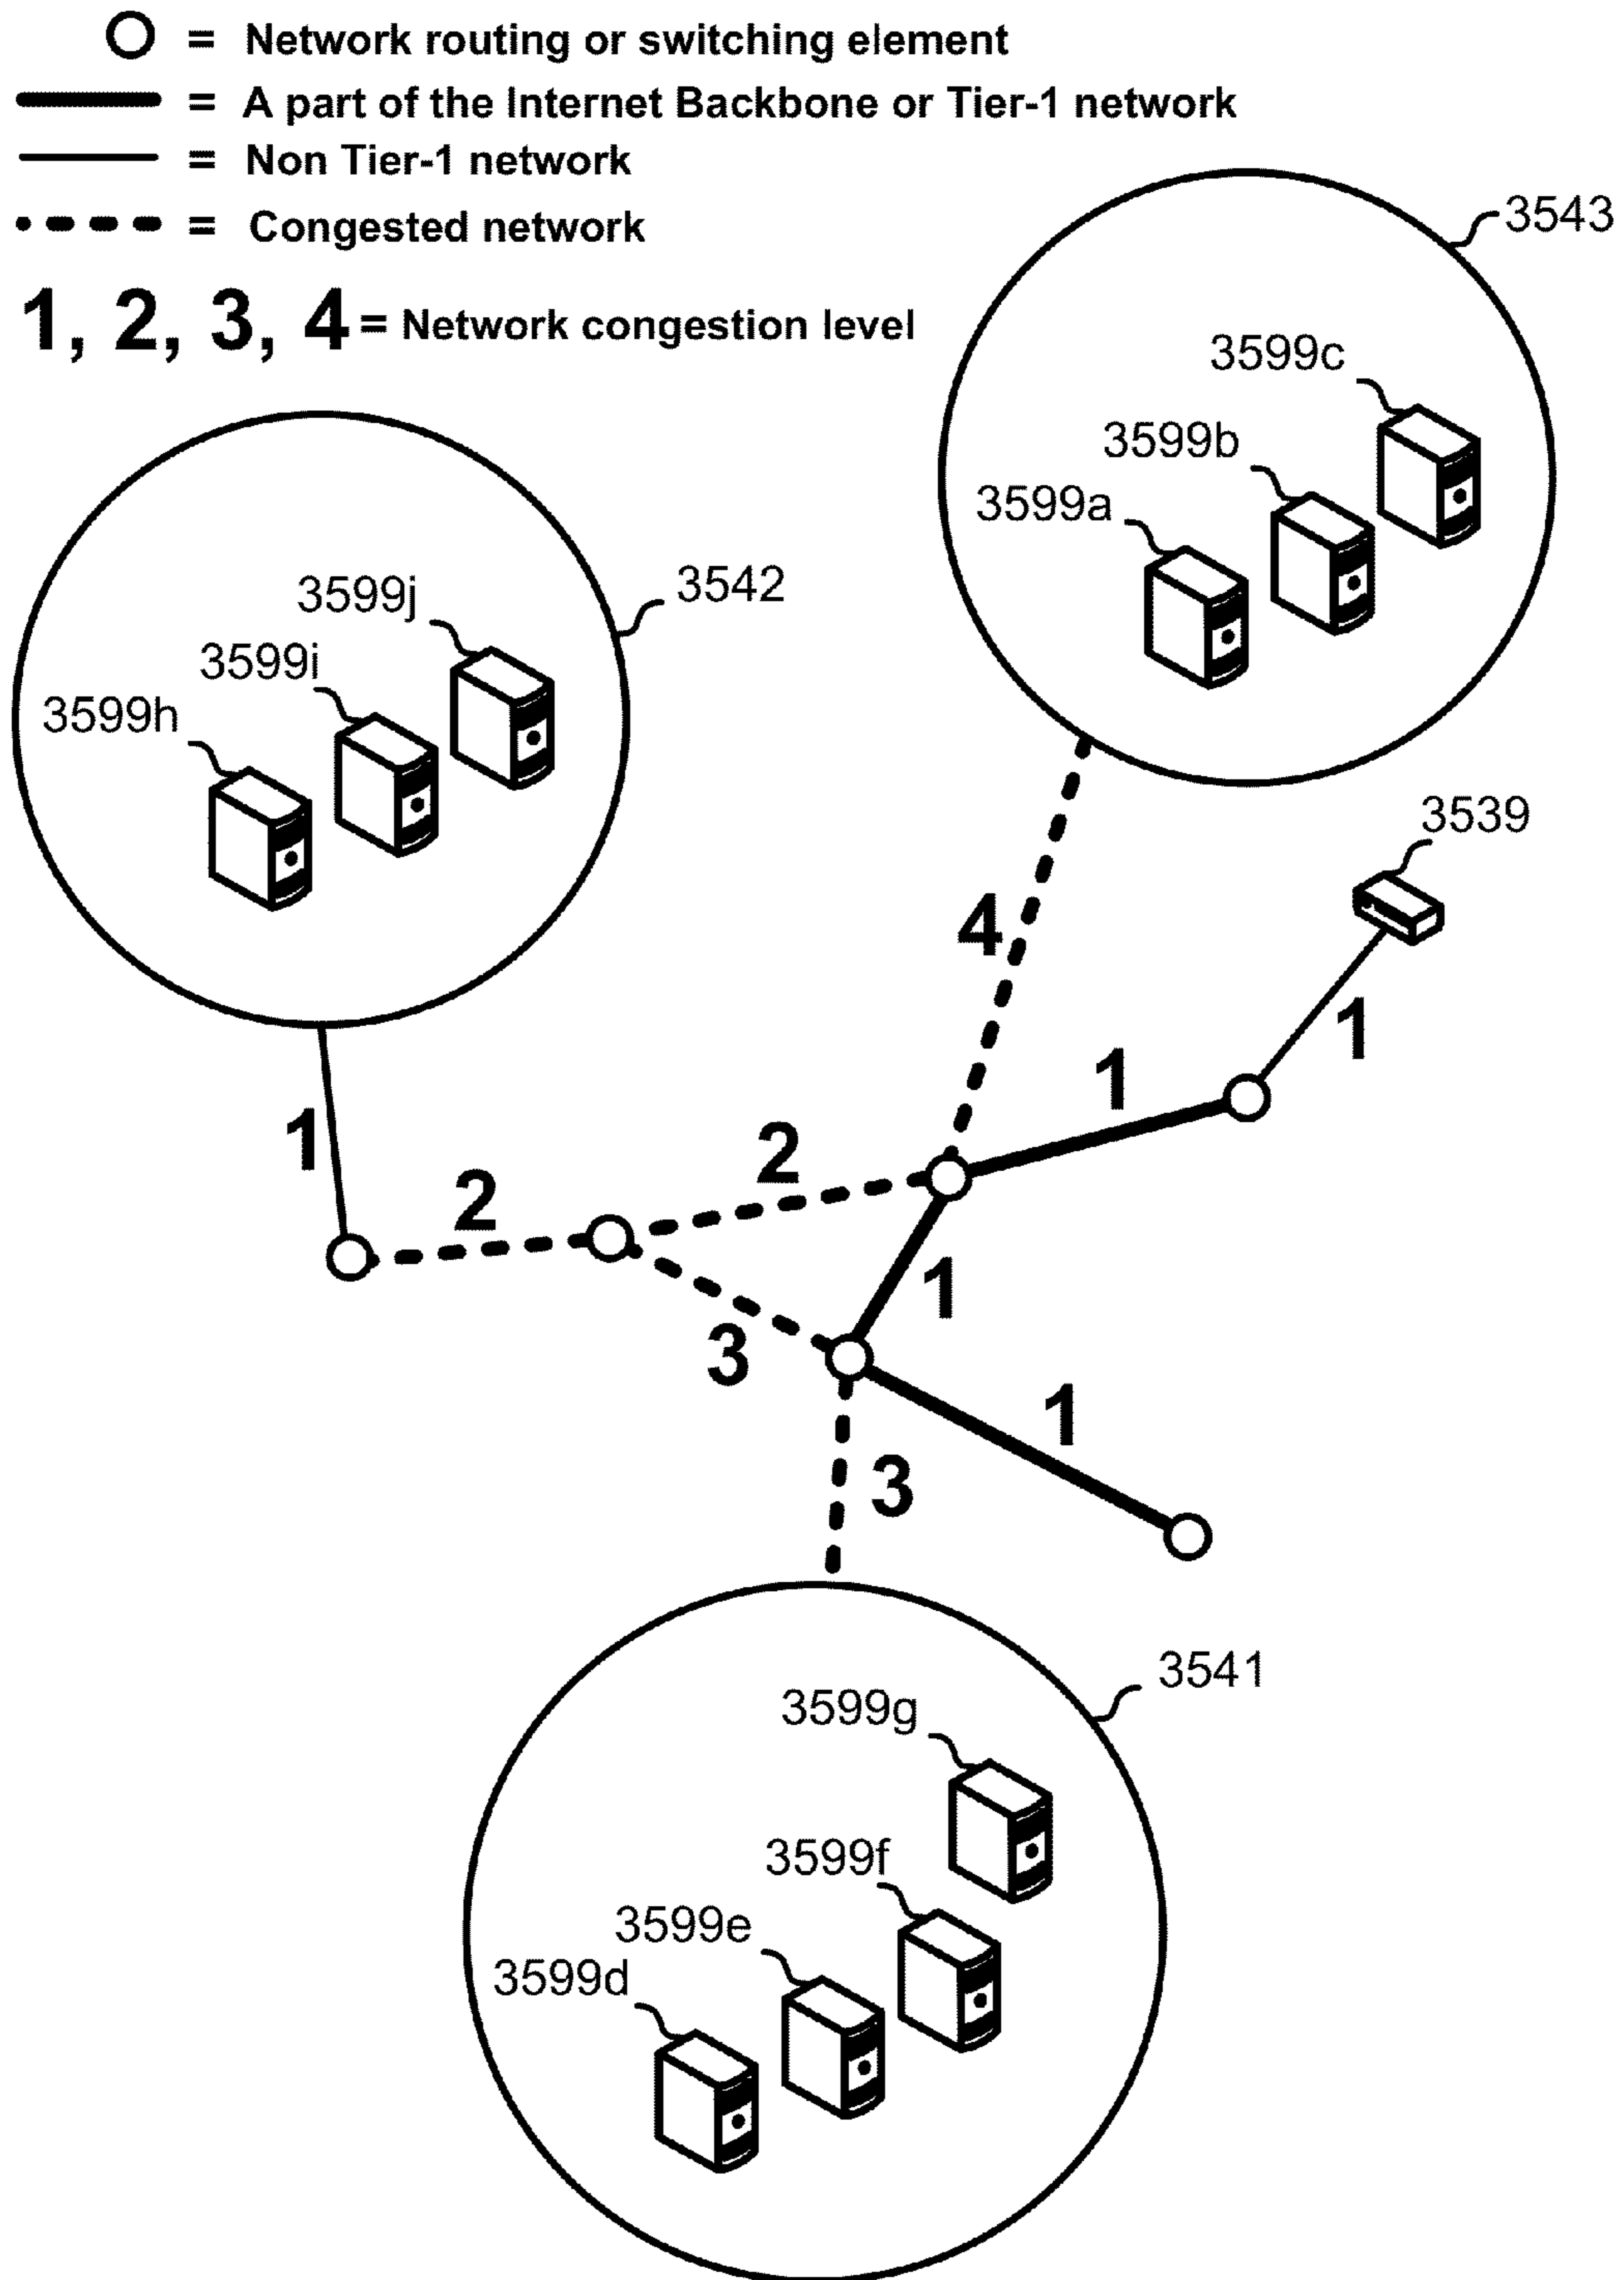 = Network routing or switching element
= A part of the Internet Backbone or Tier-1 network
= Non Tier-1 network
= Congested network
1, 2, 3, 4 = Network congestion level
3543
3599c
3599b
3599a
3542
3599j
3599i
3599h
3539
4
1
1
1
2
2
1
3
1
3
3541
3599g
3599f
3599e
3599d